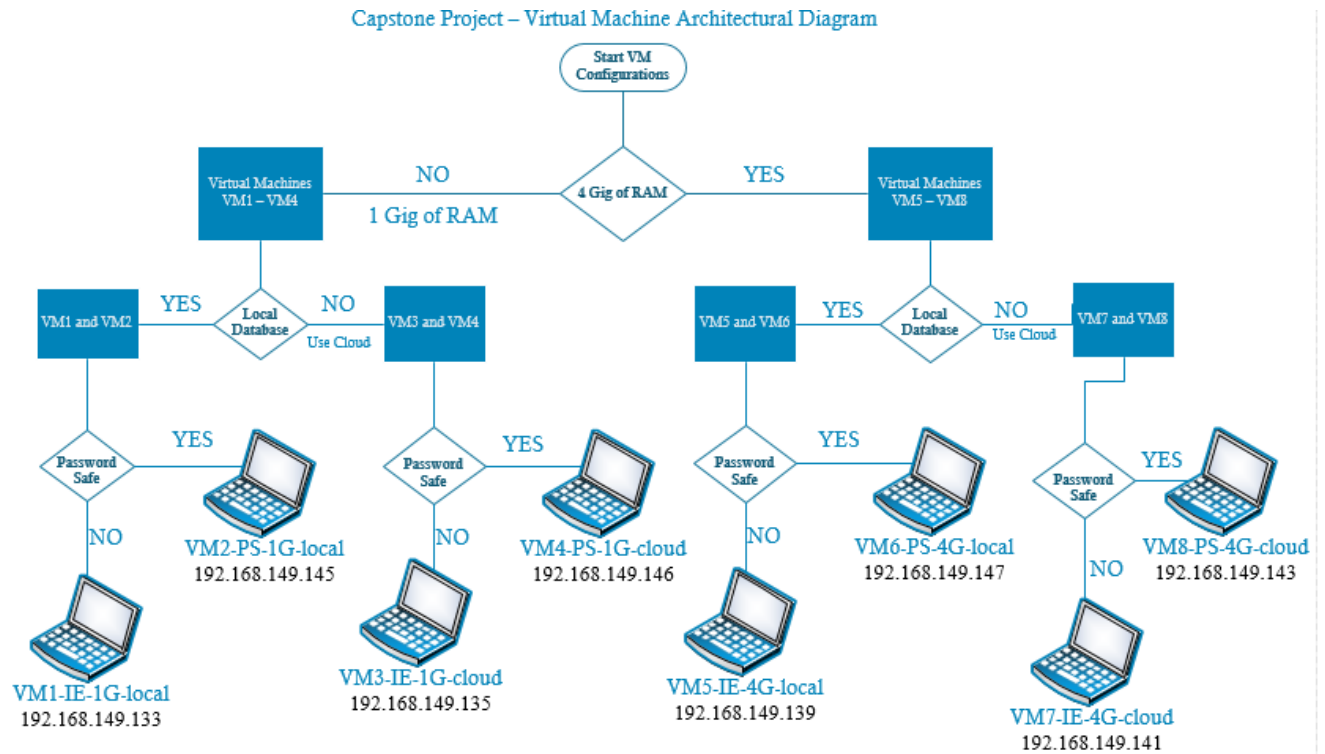 Capstone Project – Virtual Machine Architectural Diagram
Start VM
Configurations
4 Gig of RAM
NO
1 Gig of RAM
YES
Virtual Machines
VM1 – VM4
Virtual Machines
VM5 – VM8
VM1 and VM2
YES
Local
Database
NO
Use Cloud
VM3 and VM4
VM5 and VM6
YES
Local
Database
NO
Use Cloud
VM7 and VM8
Password
Safe
YES
NO
VM2-PS-1G-local
192.168.149.145
VM1-IE-1G-local
192.168.149.133
Password
Safe
YES
NO
VM4-PS-1G-cloud
192.168.149.146
VM3-IE-1G-cloud
192.168.149.135
Password
Safe
YES
NO
VM6-PS-4G-local
192.168.149.147
VM5-IE-4G-local
192.168.149.139
Password
Safe
YES
NO
VM8-PS-4G-cloud
192.168.149.143
VM7-IE-4G-cloud
192.168.149.141